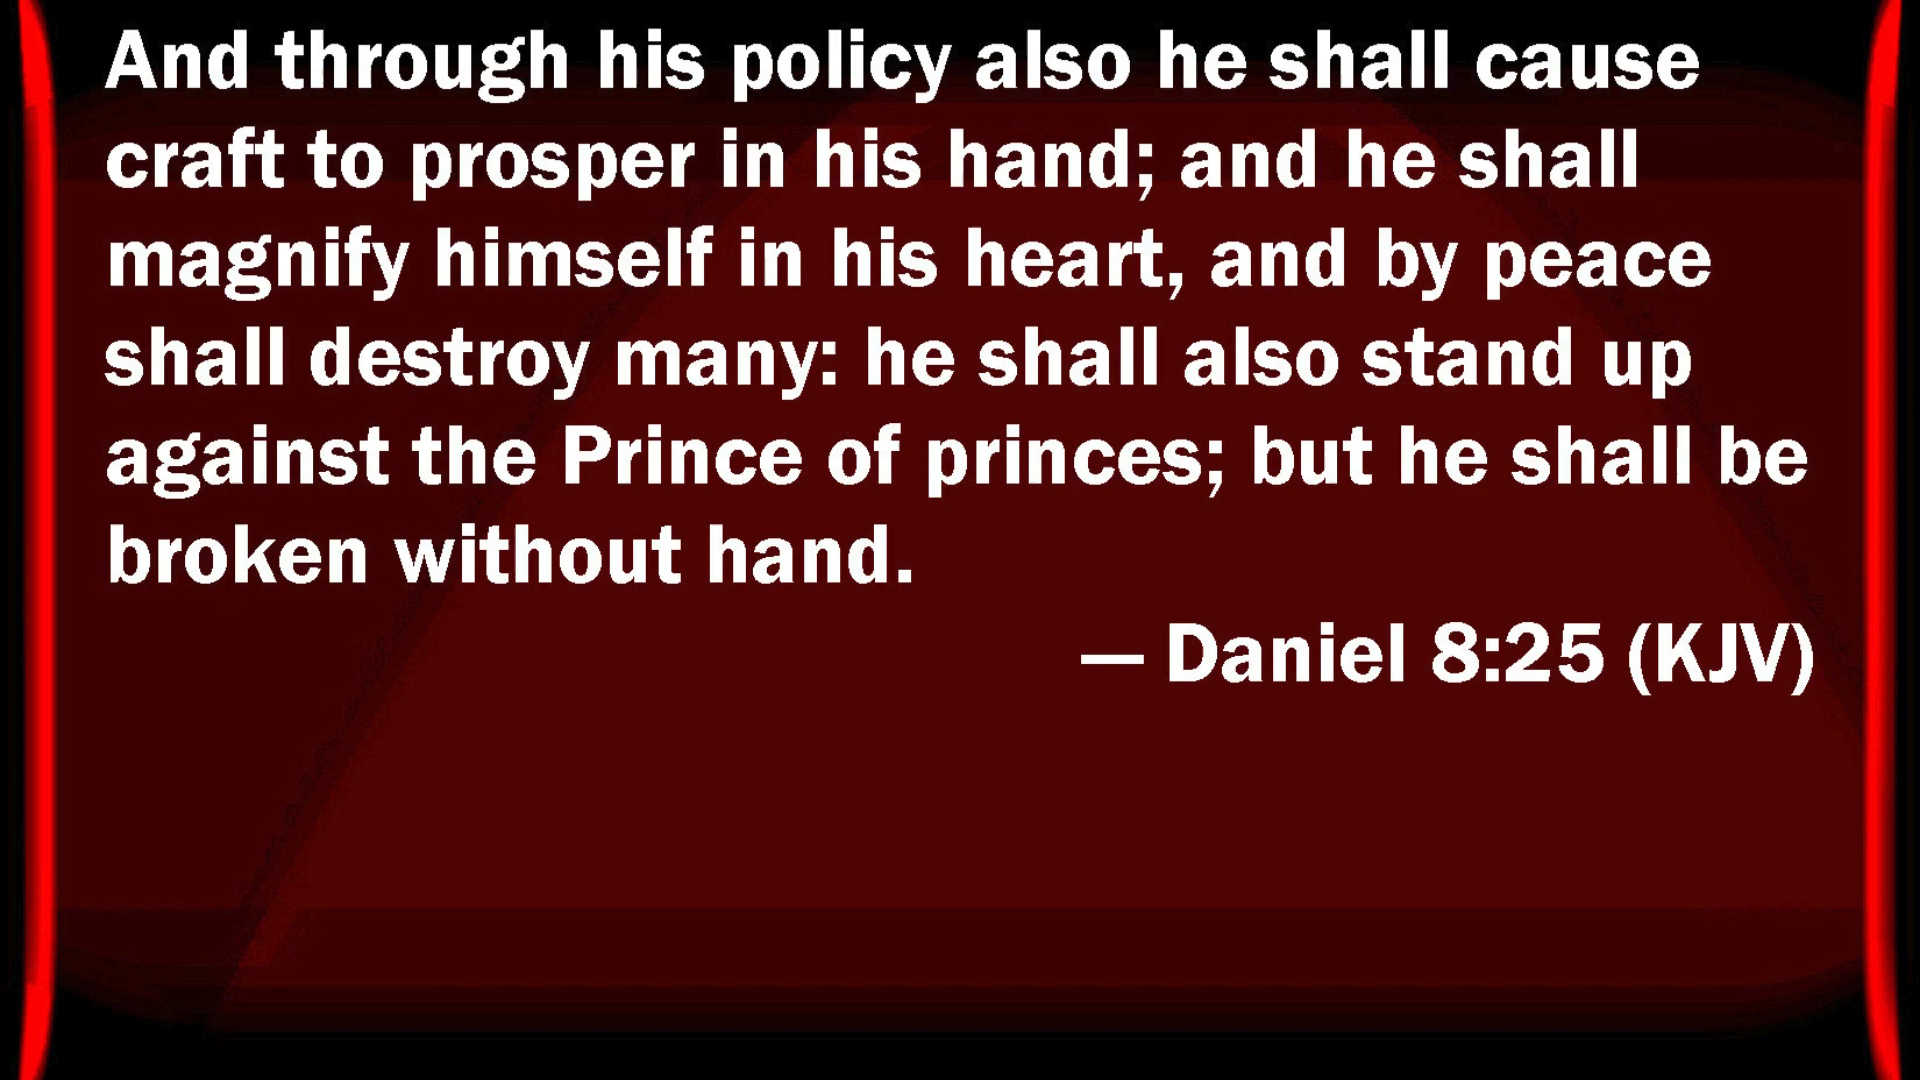 And through his policy also he shall cause
craft to prosper in his hand; and he shall
magnify himself in his heart, and by peace
shall destroy many: he shall also stand up
against the Prince of princes; but he shall be
broken without hand.
— Daniel 8:25 (KJV)